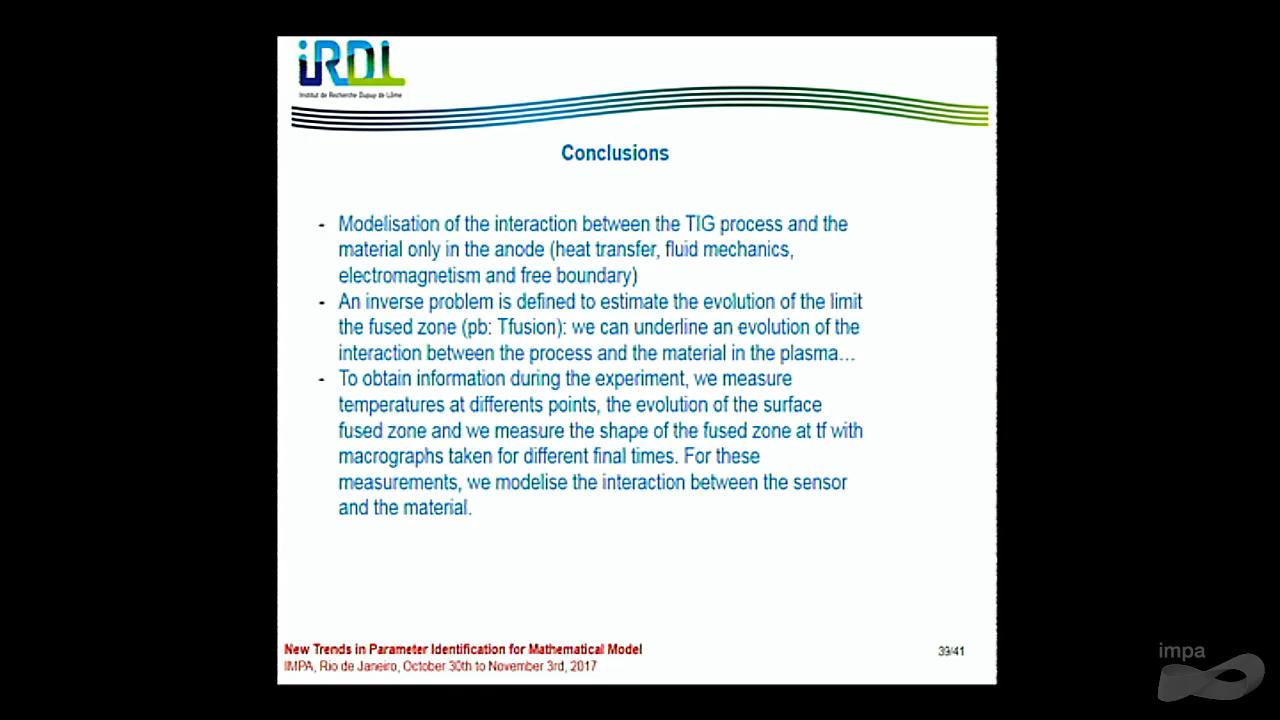 iRDL
Institut de Recherche Dupuy de Lôme
Conclusions
- Modelisation of the interaction between the TIG process and the
material only in the anode (heat transfer, fluid mechanics,
electromagnetism and free boundary)
- An inverse problem is defined to estimate the evolution of the limit
the fused zone (pb: Tfusion): we can underline an evolution of the
interaction between the process and the material in the plasma...
- To obtain information during the experiment, we measure
temperatures at differents points, the evolution of the surface
fused zone and we measure the shape of the fused zone at tf with
macrographs taken for different final times. For these
measurements, we modelise the interaction between the sensor
and the material.
New Trends in Parameter Identification for Mathematical Model
IMPA, Rio de Janeiro, October 30th to November 3rd, 2017
39/41
impa